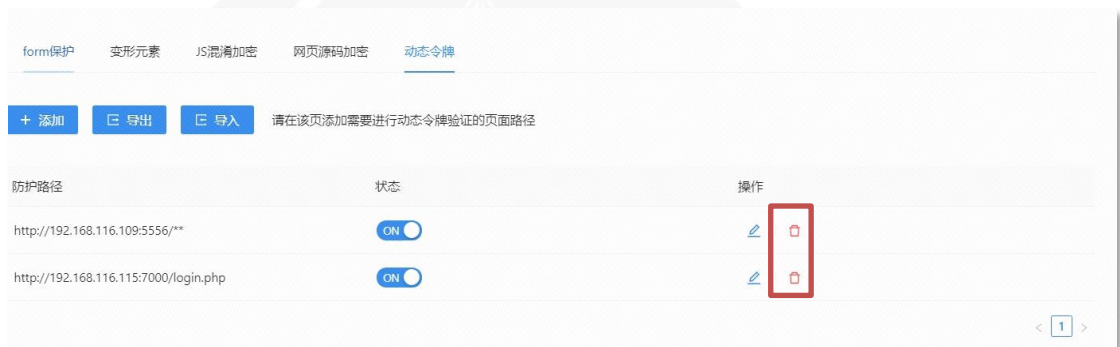 form保护 变形元素 JS混淆加密 网页源码加密 动态令牌
+ 添加 导出 导入 请在该页添加需要进行动态令牌验证的页面路径
防护路径 状态 操作
http://192.168.116.109:5556/** ON
http://192.168.116.115:7000/login.php ON
< 1 >